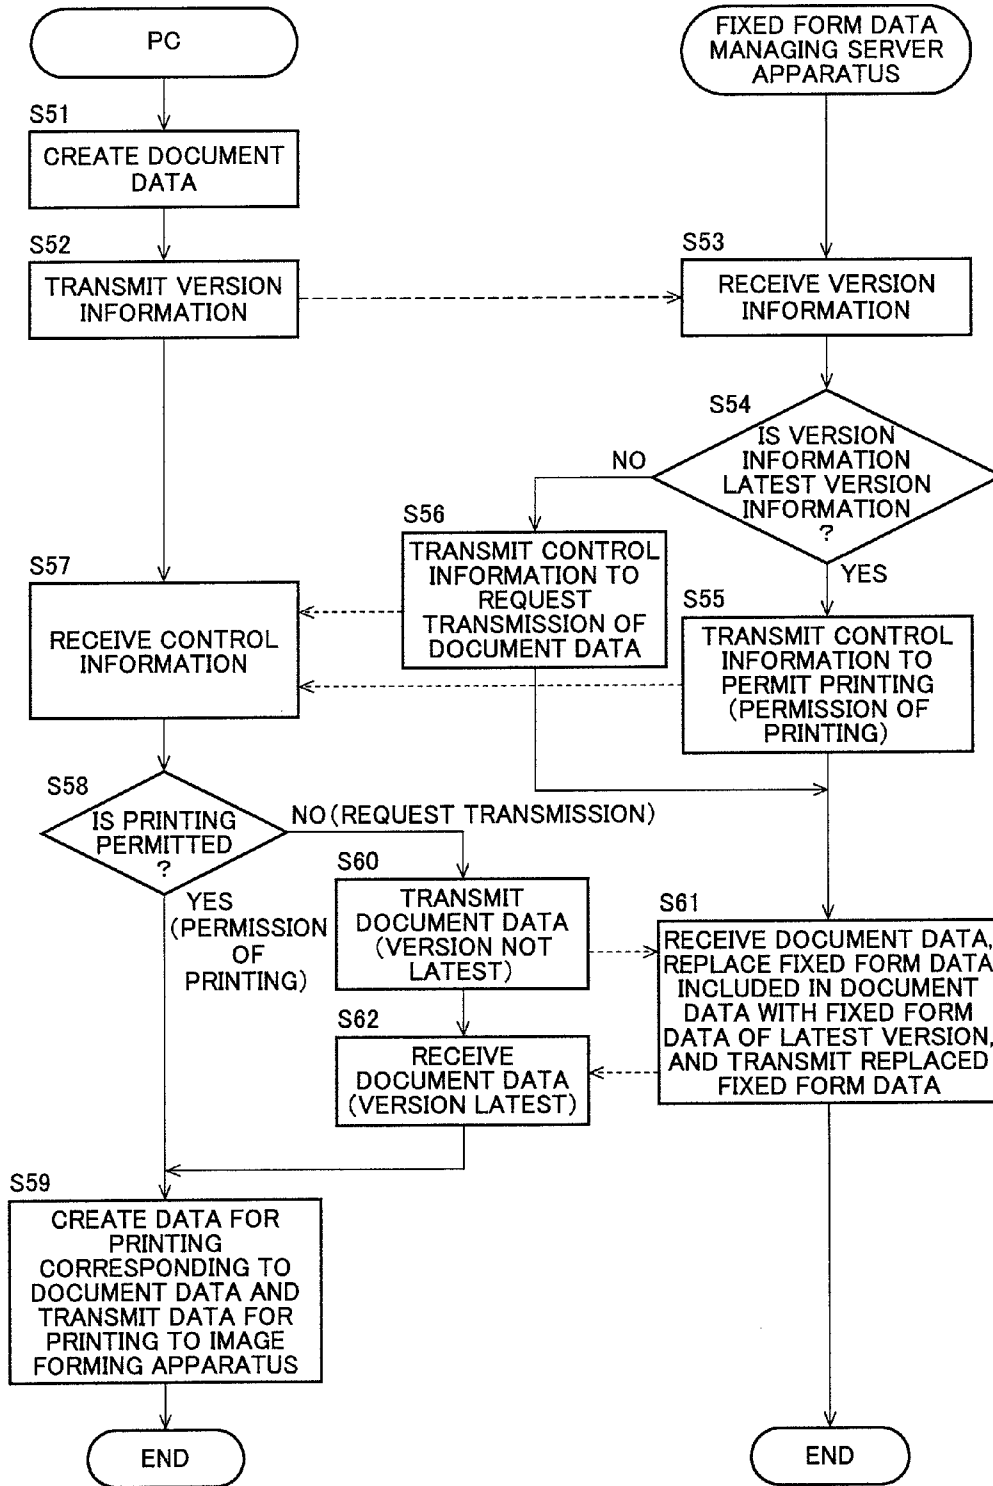 PC
FIXED FORM DATA
MANAGING SERVER
APPARATUS
S51
CREATE DOCUMENT
DATA
S52
TRANSMIT VERSION
INFORMATION
S53
RECEIVE VERSION
INFORMATION
S54
IS VERSION
INFORMATION
LATEST VERSION
INFORMATION
?
NO
YES
S56
TRANSMIT CONTROL
INFORMATION TO
REQUEST
TRANSMISSION OF
DOCUMENT DATA
S55
TRANSMIT CONTROL
INFORMATION TO
PERMIT PRINTING
(PERMISSION OF
PRINTING)
S57
RECEIVE CONTROL
INFORMATION
S58
IS PRINTING
PERMITTED
?
NO (REQUEST TRANSMISSION)
YES
(PERMISSION
OF
PRINTING)
S60
TRANSMIT
DOCUMENT DATA
(VERSION NOT
LATEST)
S61
RECEIVE DOCUMENT DATA,
REPLACE FIXED FORM DATA
INCLUDED IN DOCUMENT
DATA WITH FIXED FORM
DATA OF LATEST VERSION,
AND TRANSMIT REPLACED
FIXED FORM DATA
S62
RECEIVE
DOCUMENT DATA
(VERSION LATEST)
S59
CREATE DATA FOR
PRINTING
CORRESPONDING TO
DOCUMENT DATA AND
TRANSMIT DATA FOR
PRINTING TO IMAGE
FORMING APPARATUS
END
END